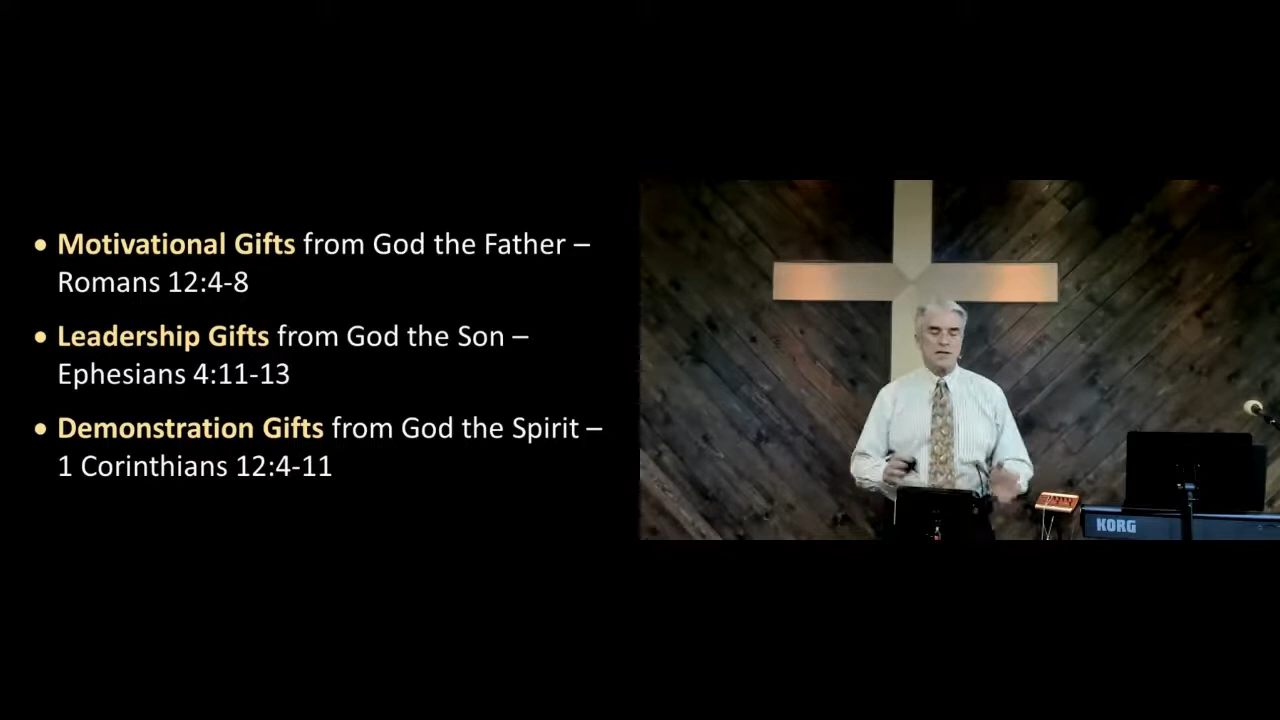 • Motivational Gifts from God the Father –
Romans 12:4-8
• Leadership Gifts from God the Son –
Ephesians 4:11-13
• Demonstration Gifts from God the Spirit –
1 Corinthians 12:4-11
KORG